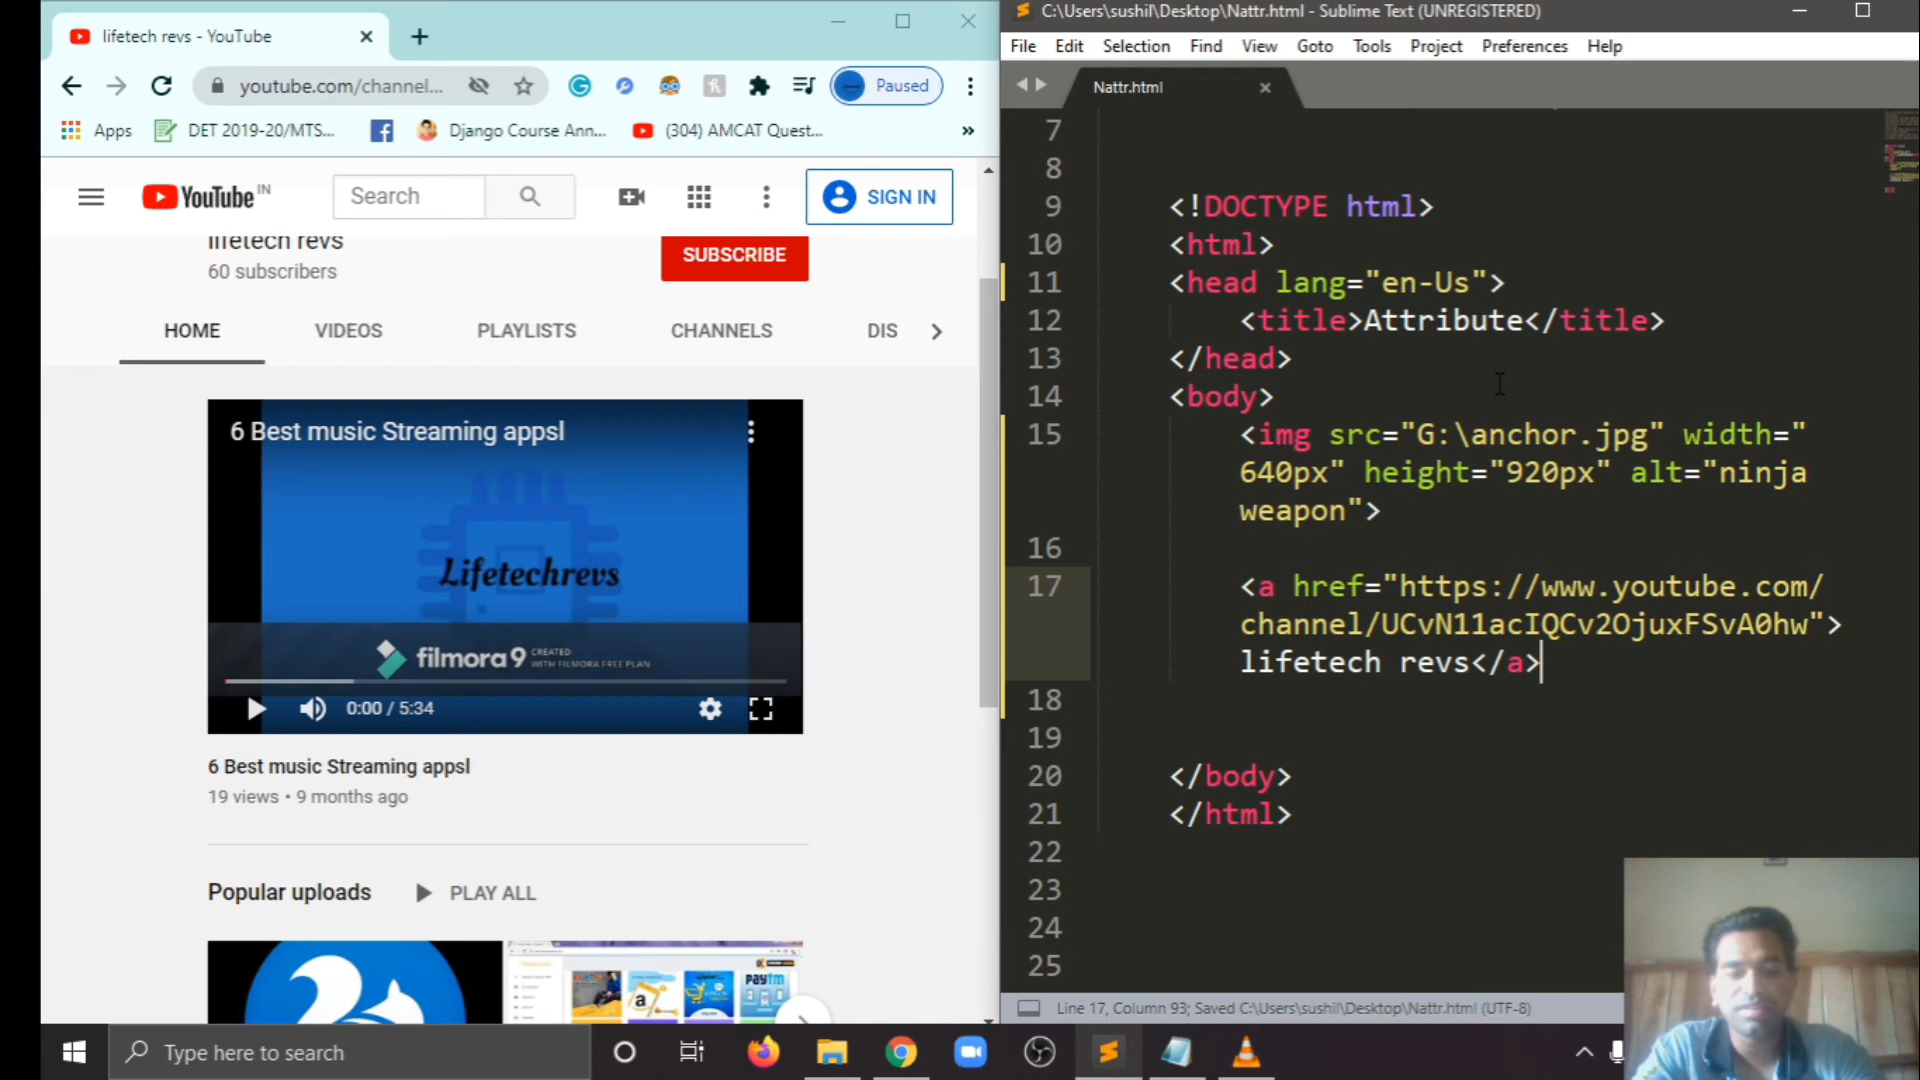 lifetech revs - YouTube
youtube.com/channel...
Paused
Apps
DET 2019-20/MTS...
Django Course Ann...
(304) AMCAT Quest...
»
YouTube IN
Search
SIGN IN
lifetech revs
60 subscribers
SUBSCRIBE
HOME
VIDEOS
PLAYLISTS
CHANNELS
DIS
6 Best music Streaming appsl
Lifetechrevs
filmora9 CREATED
WITH FILMORA FREE PLAN
0:00 / 5:34
6 Best music Streaming appsl
19 views • 9 months ago
Popular uploads
PLAY ALL
a
paytm
C:\Users\sushil\Desktop\Nattr.html - Sublime Text (UNREGISTERED)
File Edit Selection Find View Goto Tools Project Preferences Help
Nattr.html
7
8
9 <!DOCTYPE html>
10 <html>
11 <head lang="en-Us">
12 <title>Attribute</title>
13 </head>
14 <body>
15 <img src="G:\anchor.jpg" width="
640px" height="920px" alt="ninja
weapon">
16
17 <a href="https://www.youtube.com/
channel/UCvN11acIQCv2OjuxFSvA0hw">
lifetech revs</a>
18
19
20 </body>
21 </html>
22
23
24
25
Line 17, Column 93; Saved C:\Users\sushil\Desktop\Nattr.html (UTF-8)
Type here to search